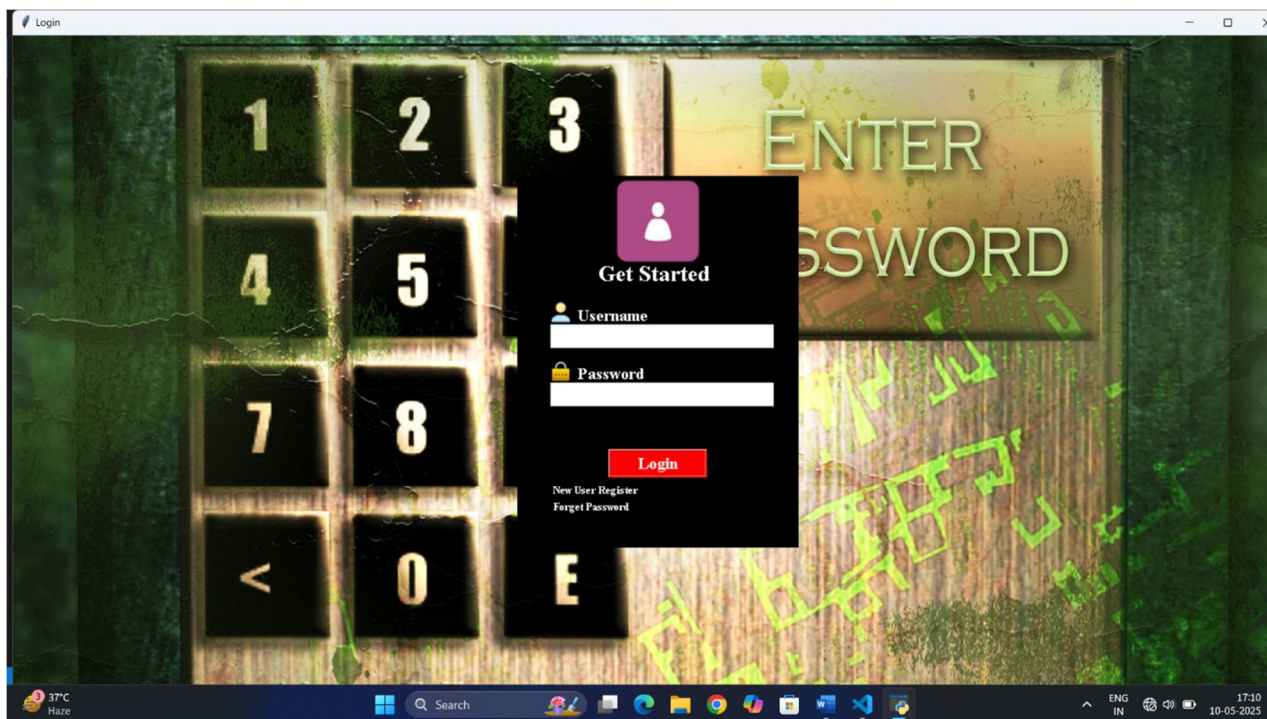 Login
1 2 3
ENTER
SSWORD
4 5
7 8
< 0 E
Get Started
Username
Password
Login
New User Register
Forget Password
3
37°C
Haze
Search
ENG
IN
17:10
10-05-2025